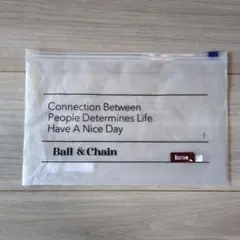 Connection Between
People Determines Life.
Have A Nice Day
Ball & Chain